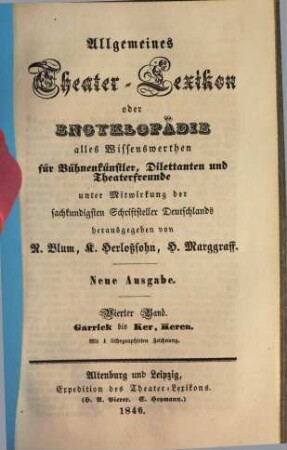 Allgemeines
Theater-Lexikon
oder
ENCYKLOPÄDIE
alles Wissenswerthen
für Bühnenkünstler, Dilettanten und
Theaterfreunde
unter Mitwirkung der
sachkundigsten Schriftsteller Deutschlands
herausgegeben von
R. Blum, K. Herloßsohn, H. Marggraff.
Neue Ausgabe.
Vierter Band.
Garrick bis Ker, Keren.
Mit 1 lithographirten Zeichnung.
Altenburg und Leipzig,
Expedition des Theater-Lexikons.
(H. A. Pierer. C. Heymann.)
1846.